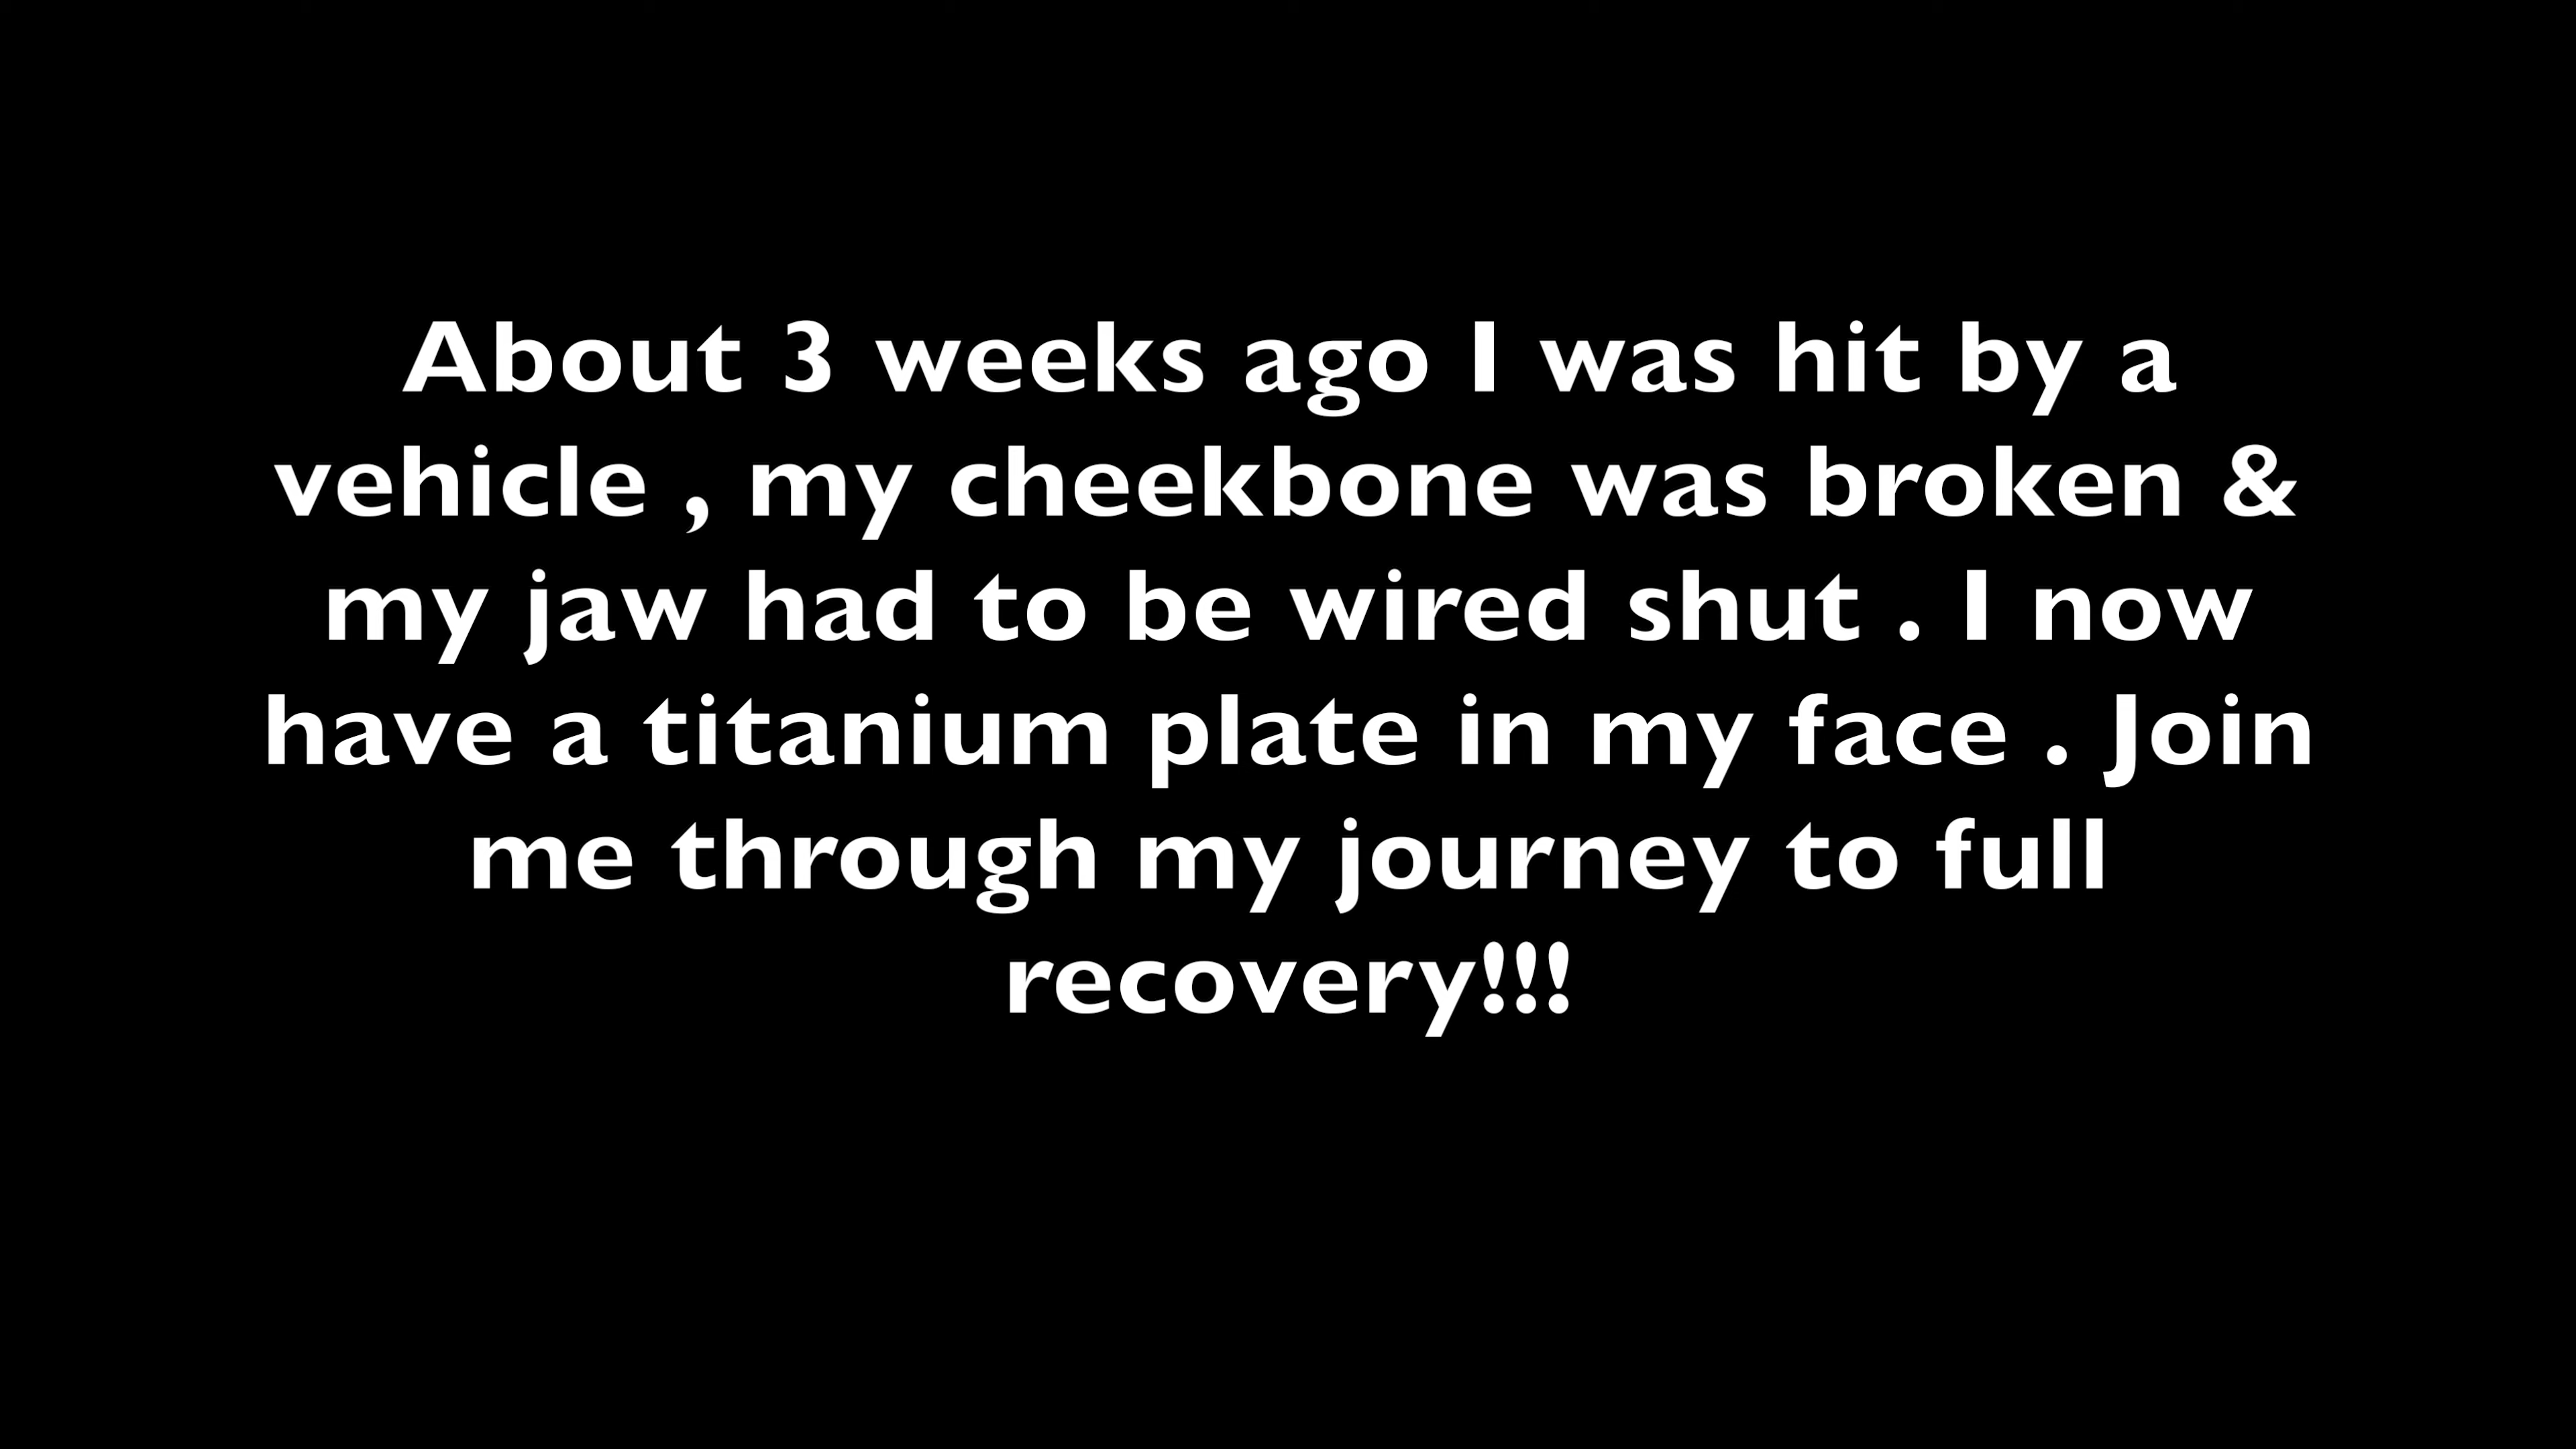 About 3 weeks ago I was hit by a
vehicle , my cheekbone was broken &
my jaw had to be wired shut . I now
have a titanium plate in my face . Join
me through my journey to full
recovery!!!